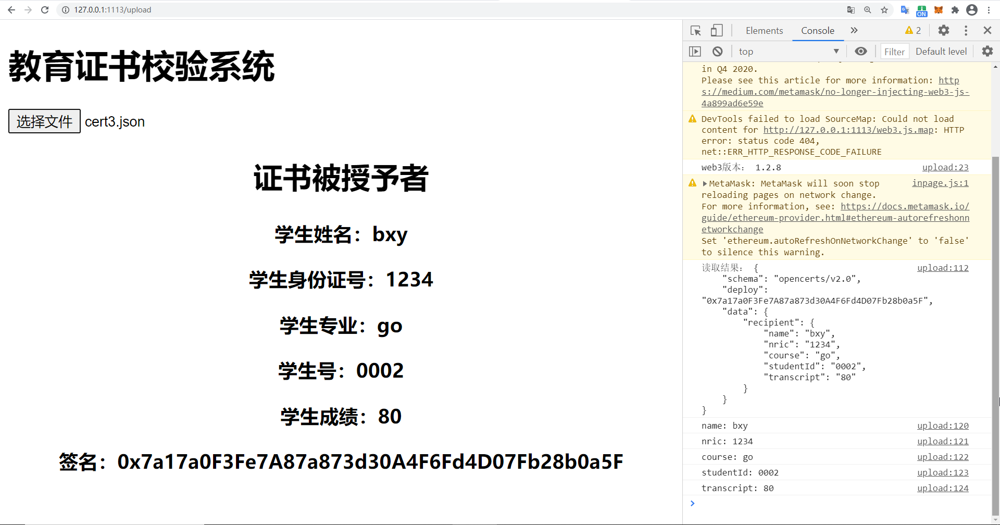 127.0.0.1:1113/upload
ON
教育证书校验系统
选择文件 cert3.json
证书被授予者
学生姓名：bxy
学生身份证号：1234
学生专业：go
学生号：0002
学生成绩：80
签名：0x7a17a0F3Fe7A87a873d30A4F6Fd4D07Fb28b0a5F
Elements Console 2
top Filter Default level
in Q4 2020.
Please see this article for more information: http
s://medium.com/metamask/no-longer-injecting-web3-js-
4a899ad6e59e
DevTools failed to load SourceMap: Could not load
content for http://127.0.0.1:1113/web3.js.map: HTTP
error: status code 404,
net::ERR_HTTP_RESPONSE_CODE_FAILURE
web3版本： 1.2.8 upload:23
MetaMask: MetaMask will soon stop inpage.js:1
reloading pages on network change.
For more information, see: https://docs.metamask.io/
guide/ethereum-provider.html#ethereum-autorefreshonn
etworkchange
Set 'ethereum.autoRefreshOnNetworkChange' to 'false'
to silence this warning.
读取结果： { upload:112
"schema": "opencerts/v2.0",
"deploy":
"0x7a17a0F3Fe7A87a873d30A4F6Fd4D07Fb28b0a5F",
"data": {
"recipient": {
"name": "bxy",
"nric": "1234",
"course": "go",
"studentId": "0002",
"transcript": "80"
}
}
}
name: bxy upload:120
nric: 1234 upload:121
course: go upload:122
studentId: 0002 upload:123
transcript: 80 upload:124